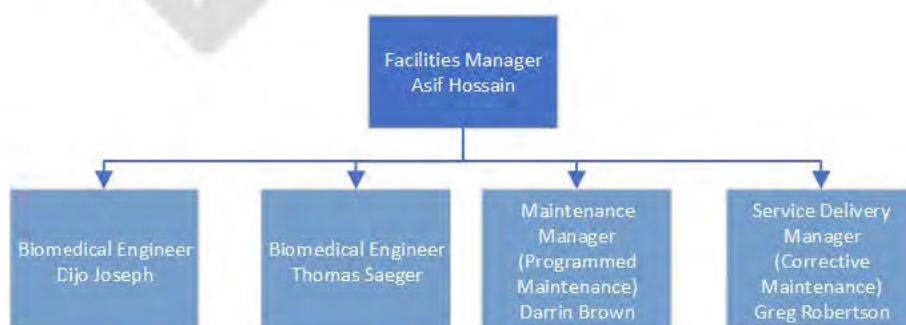 Facilities Manager
Asif Hossain
Biomedical Engineer
Dijo Joseph
Biomedical Engineer
Thomas Saeger
Maintenance
Manager
(Programmed
Maintenance)
Darrin Brown
Service Delivery
Manager
(Corrective
Maintenance)
Greg Robertson